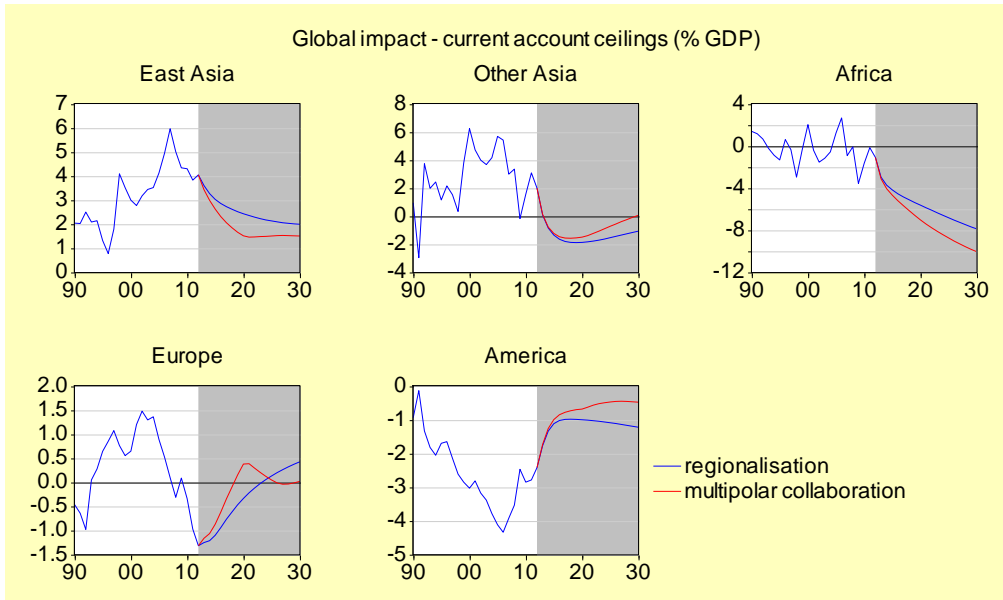 Global impact - current account ceilings (% GDP)
East Asia
7
6
5
4
3
2
1
0
90 00 10 20 30
Other Asia
8
6
4
2
0
-2
-4
90 00 10 20 30
Africa
4
0
-4
-8
-12
90 00 10 20 30
Europe
2.0
1.5
1.0
0.5
0.0
-0.5
-1.0
-1.5
90 00 10 20 30
America
0
-1
-2
-3
-4
-5
90 00 10 20 30
regionalisation
multipolar collaboration